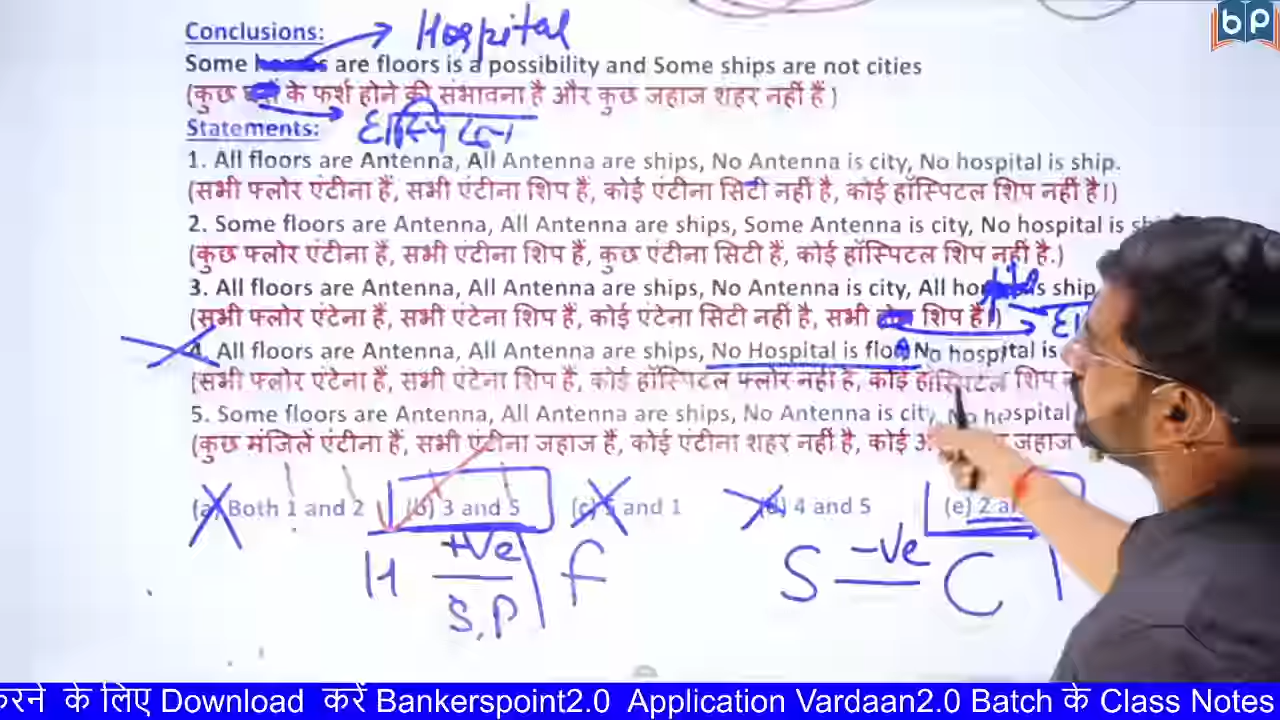 bp
Conclusions:
Hospital
Some are floors is a possibility and Some ships are not cities
(कुछ के फर्श होने की संभावना है और कुछ जहाज शहर नहीं हैं )
Statements:
हास्पिटल
1. All floors are Antenna, All Antenna are ships, No Antenna is city, No hospital is ship.
(सभी फ्लोर एंटीना हैं, सभी एंटीना शिप हैं, कोई एंटीना सिटी नहीं है, कोई हॉस्पिटल शिप नहीं है।)
2. Some floors are Antenna, All Antenna are ships, Some Antenna is city, No hospital is
(कुछ फ्लोर एंटीना हैं, सभी एंटीना शिप हैं, कुछ एंटीना सिटी हैं, कोई हॉस्पिटल शिप नहीं है.)
3. All floors are Antenna, All Antenna are ships, No Antenna is city, All ship
(सभी फ्लोर एंटेना हैं, सभी एंटेना शिप हैं, कोई एंटेना सिटी नहीं है, सभी शिप हैं।)
4. All floors are Antenna, All Antenna are ships, No Hospital is No hospital is
(सभी फ्लोर एंटीना हैं, सभी एंटीना शिप हैं, कोई हॉस्पिटल फ्लोर नहीं है, कोई हॉस्पिटल शिप
5. Some floors are Antenna, All Antenna are ships, No Antenna is city, No hospital
(कुछ मंजिलें एंटीना हैं, सभी एंटीना जहाज हैं, कोई एंटीना शहर नहीं है, कोई जहाज
(a) Both 1 and 2 (b) 3 and 5 (c) 5 and 1 (d) 4 and 5 (e) 2
H +ve S.P F S -ve C
करने के लिए Download करें Bankerspoint2.0 Application Vardaan2.0 Batch के Class Notes